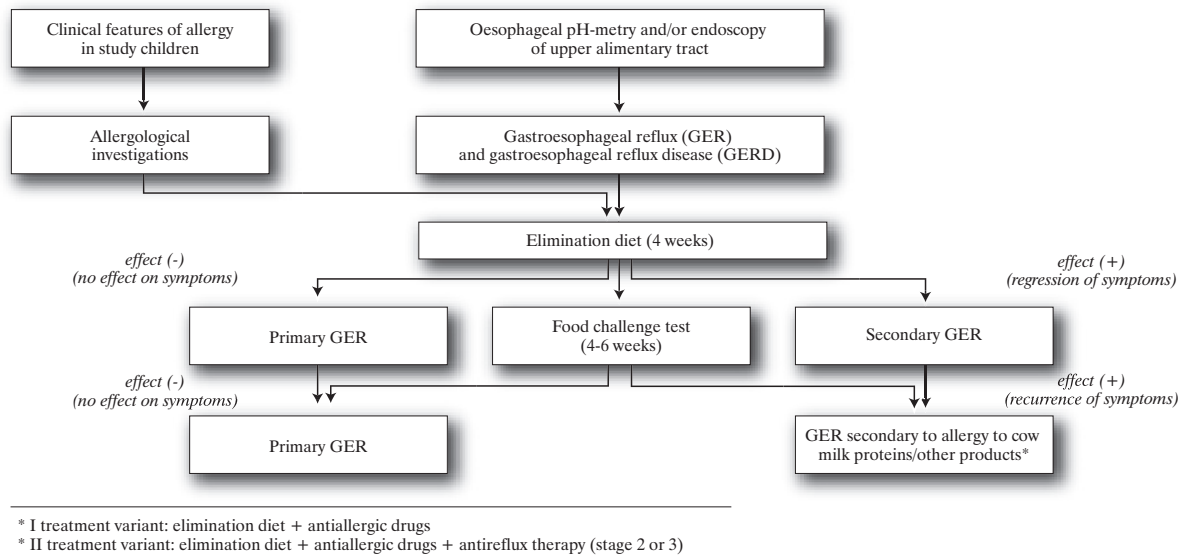 Clinical features of allergy
in study children
Oesophageal pH-metry and/or endoscopy
of upper alimentary tract
Allergological
investigations
Gastroesophageal reflux (GER)
and gastroesophageal reflux disease (GERD)
Elimination diet (4 weeks)
effect (-)
(no effect on symptoms)
effect (+)
(regression of symptoms)
Primary GER
Food challenge test
(4-6 weeks)
Secondary GER
effect (-)
(no effect on symptoms)
effect (+)
(recurrence of symptoms)
Primary GER
GER secondary to allergy to cow
milk proteins/other products*
* I treatment variant: elimination diet + antiallergic drugs
* II treatment variant: elimination diet + antiallergic drugs + antireflux therapy (stage 2 or 3)